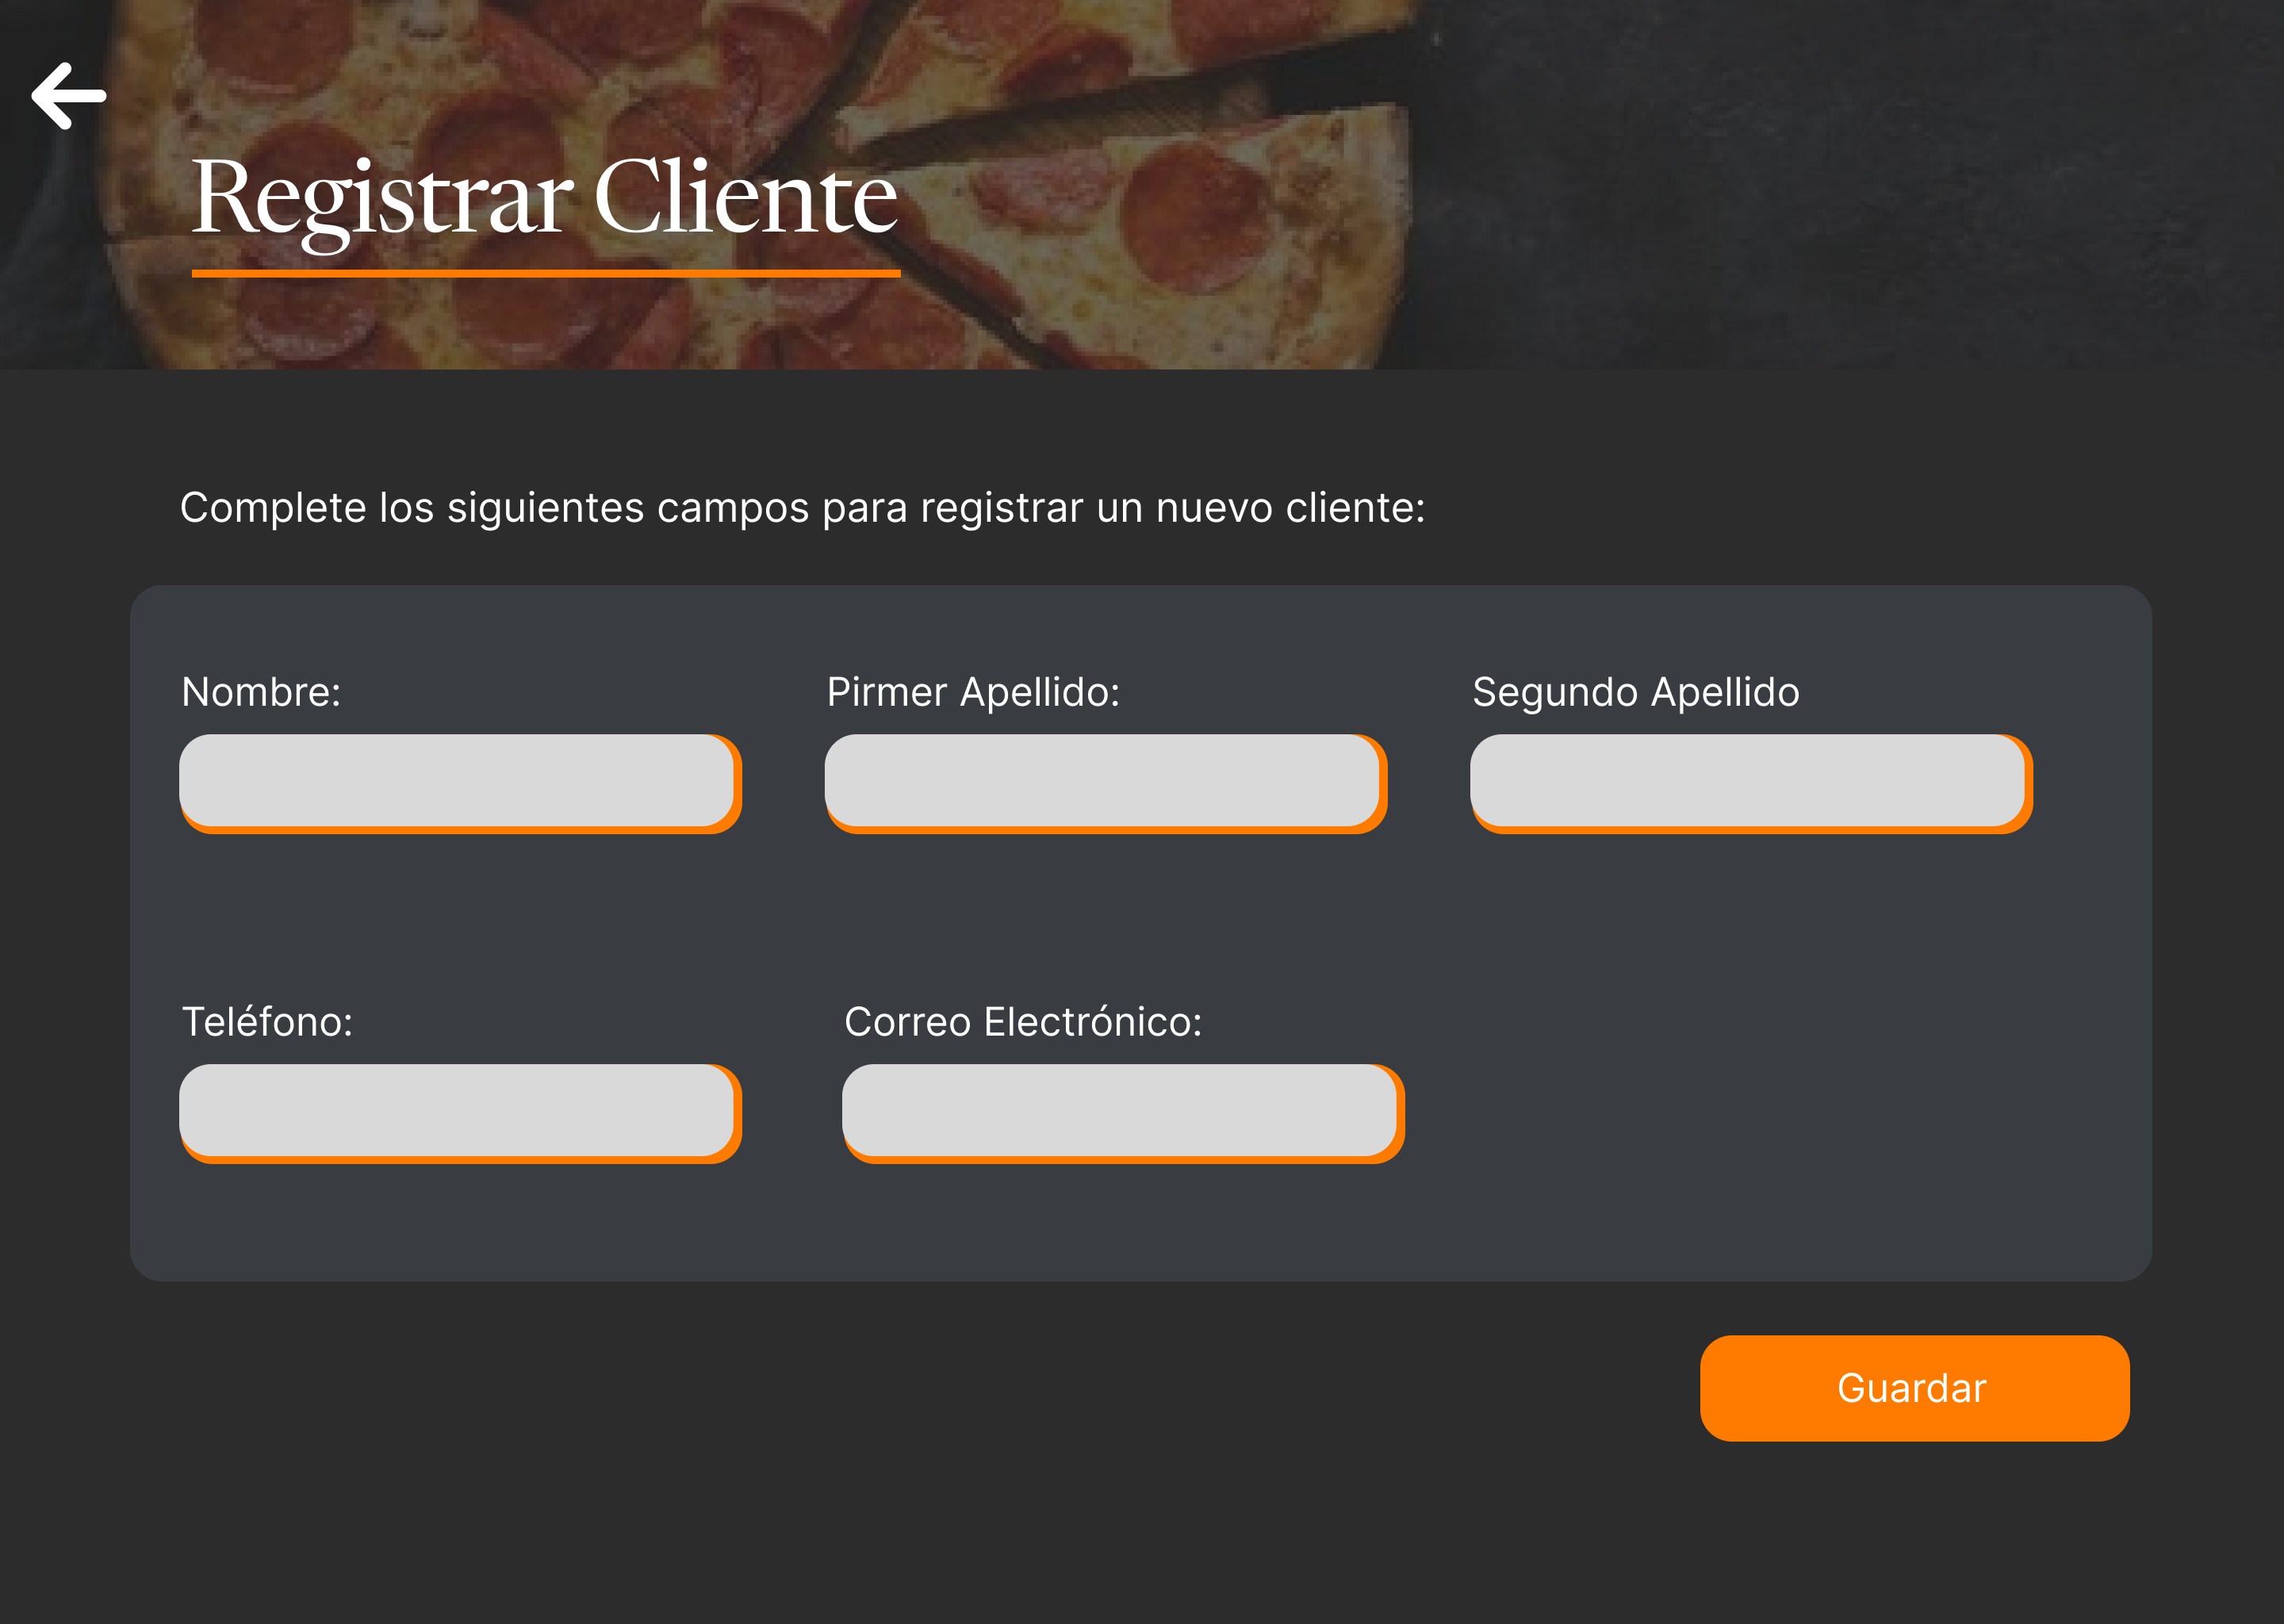 Registrar Cliente
Complete los siguientes campos para registrar un nuevo cliente:
Nombre:
Pirmer Apellido:
Segundo Apellido
Teléfono:
Correo Electrónico:
Guardar